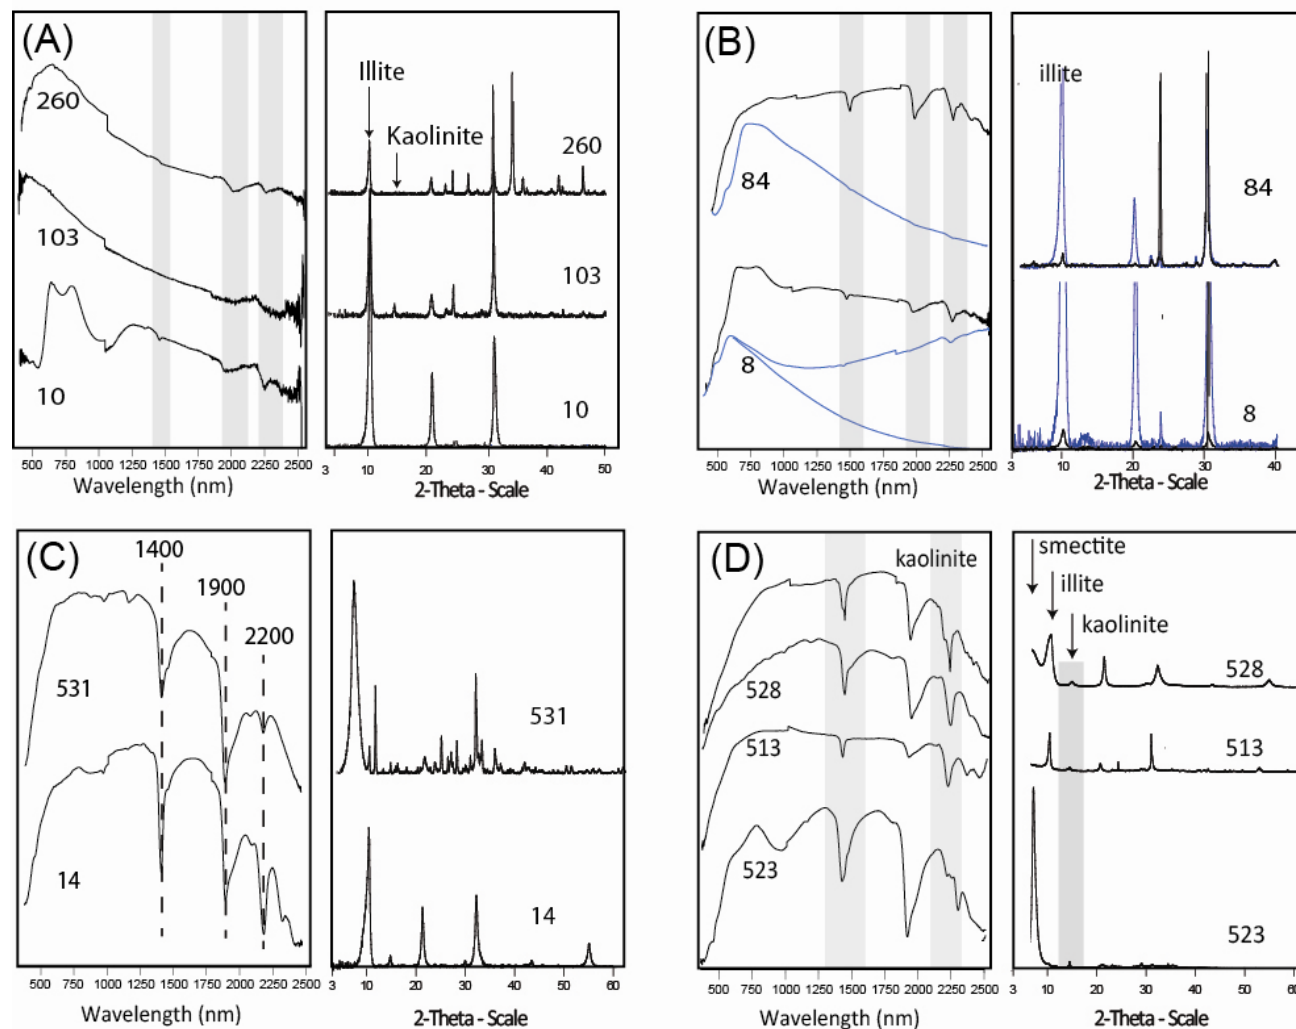 (A)
260
103
10
500 750 1000 1250 1500 1750 2000 2250 2500
Wavelength (nm)
Illite
Kaolinite
260
103
10
3 10 20 30 40 50
2-Theta - Scale
(B)
84
8
500 750 1000 1250 1500 1750 2000 2250 2500
Wavelength (nm)
illite
84
8
3 10 20 30 40
2-Theta - Scale
(C)
1400
1900
2200
531
14
500 750 1000 1250 1500 1750 2000 2250 2500
Wavelength (nm)
531
14
3 10 20 30 40 50 60
2-Theta - Scale
(D)
kaolinite
528
513
523
500 750 1000 1250 1500 1750 2000 2250 2500
Wavelength (nm)
smectite
illite
kaolinite
528
513
523
3 10 20 30 40 50 60
2-Theta - Scale